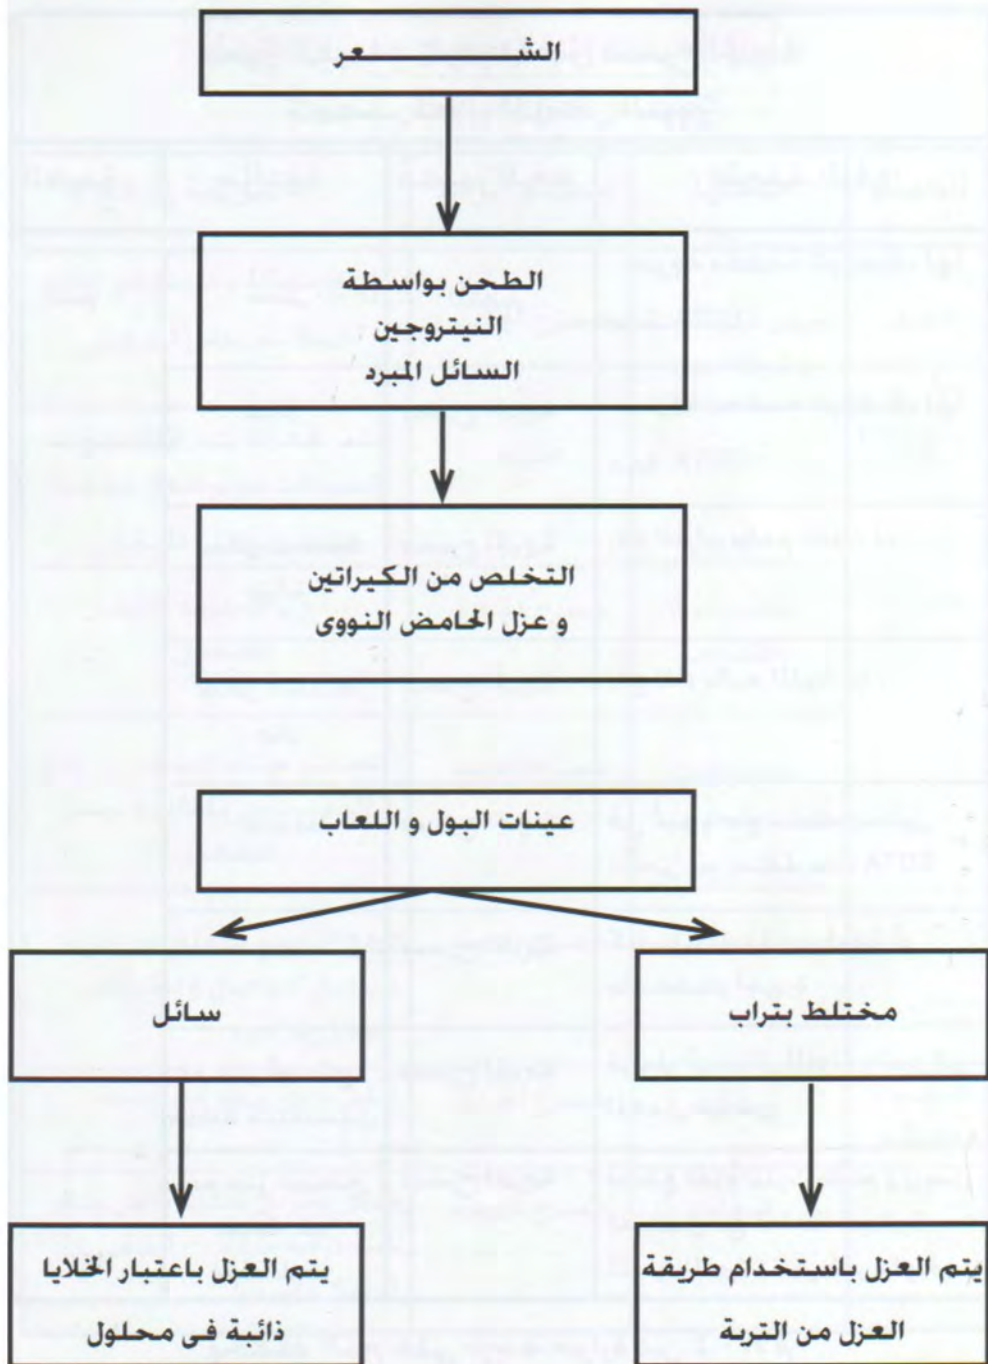 الشـــــــــعر
الطحن بواسطة
النيتروجين
السائل المبرد
التخلص من الكيراتين
و عزل الحامض النووى
عينات البول و اللعاب
مختلط بتراب
سائل
يتم العزل باستخدام طريقة
العزل من التربة
يتم العزل باعتبار الخلايا
ذائبة فى محلول